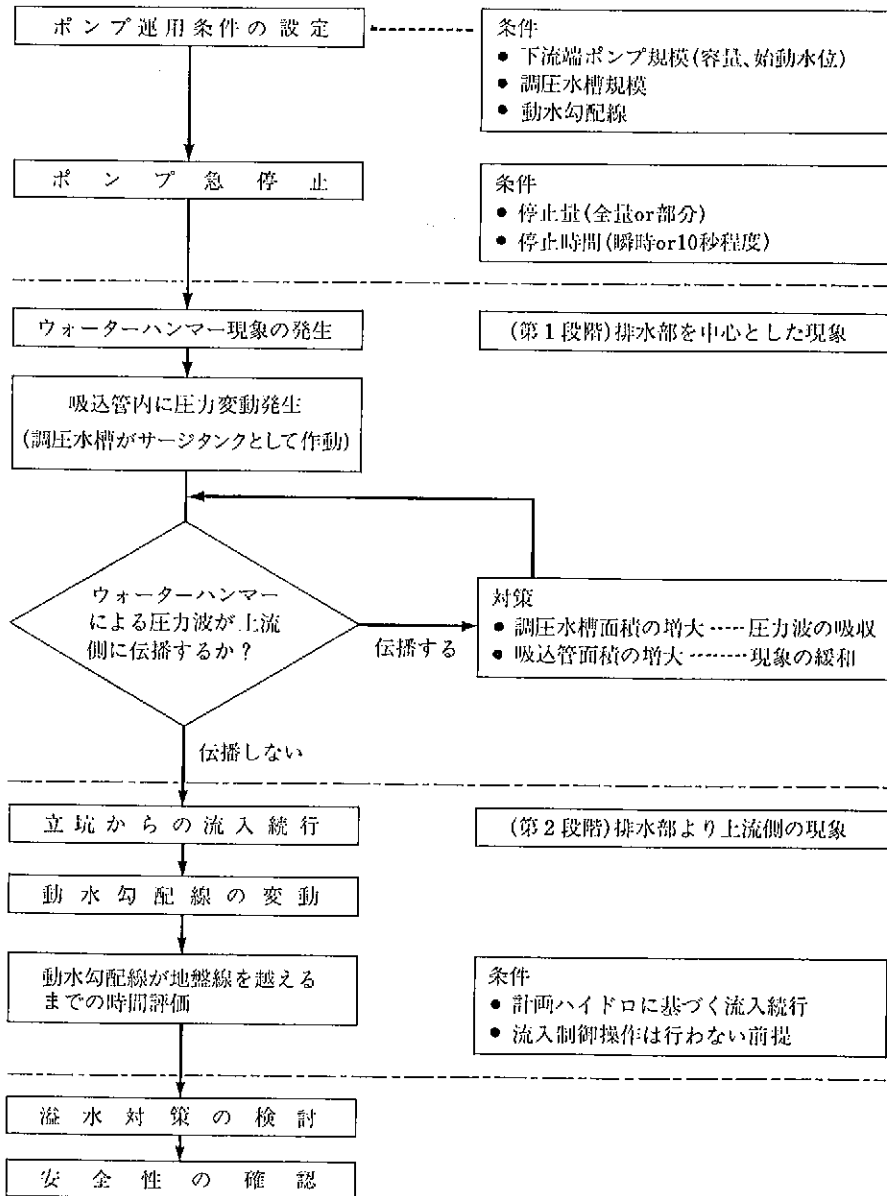 ポンプ運用条件の設定
条件
● 下流端ポンプ規模(容量、始動水位)
● 調圧水槽規模
● 動水勾配線
ポンプ急停止
条件
● 停止量(全量or部分)
● 停止時間(瞬時or10秒程度)
ウォーターハンマー現象の発生
(第1段階)排水部を中心とした現象
吸込管内に圧力変動発生
(調圧水槽がサージタンクとして作動)
ウォーターハンマー
による圧力波が上流
側に伝播するか?
伝播する
対策
● 調圧水槽面積の増大‥‥‥圧力波の吸収
● 吸込管面積の増大‥‥‥‥現象の緩和
伝播しない
立坑からの流入続行
(第2段階)排水部より上流側の現象
動水勾配線の変動
動水勾配線が地盤線を越える
までの時間評価
条件
● 計画ハイドロに基づく流入続行
● 流入制御操作は行わない前提
溢水対策の検討
安全性の確認